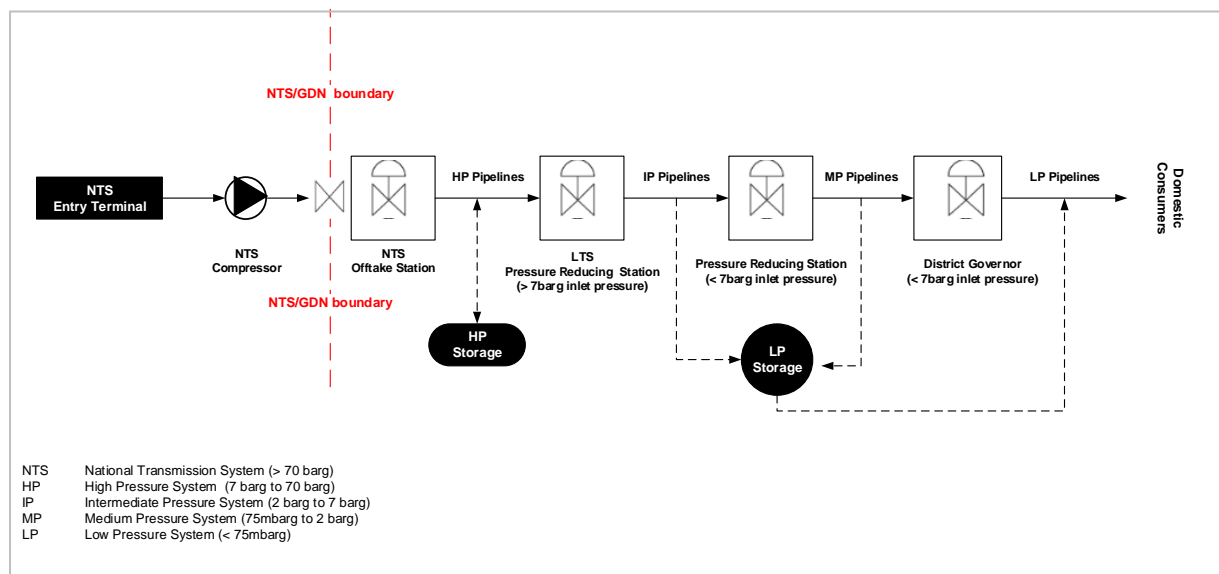 NTS/GDN boundary
NTS
Entry Terminal
NTS
Compressor
NTS
Offtake Station
HP Pipelines
LTS
Pressure Reducing Station
(> 7barg inlet pressure)
IP Pipelines
Pressure Reducing Station
(< 7barg inlet pressure)
MP Pipelines
District Governor
(< 7barg inlet pressure)
LP Pipelines
Domestic
Consumers
NTS/GDN boundary
HP
Storage
LP
Storage
NTS National Transmission System (> 70 barg)
HP High Pressure System (7 barg to 70 barg)
IP Intermediate Pressure System (2 barg to 7 barg)
MP Medium Pressure System (75mbarg to 2 barg)
LP Low Pressure System (< 75mbarg)